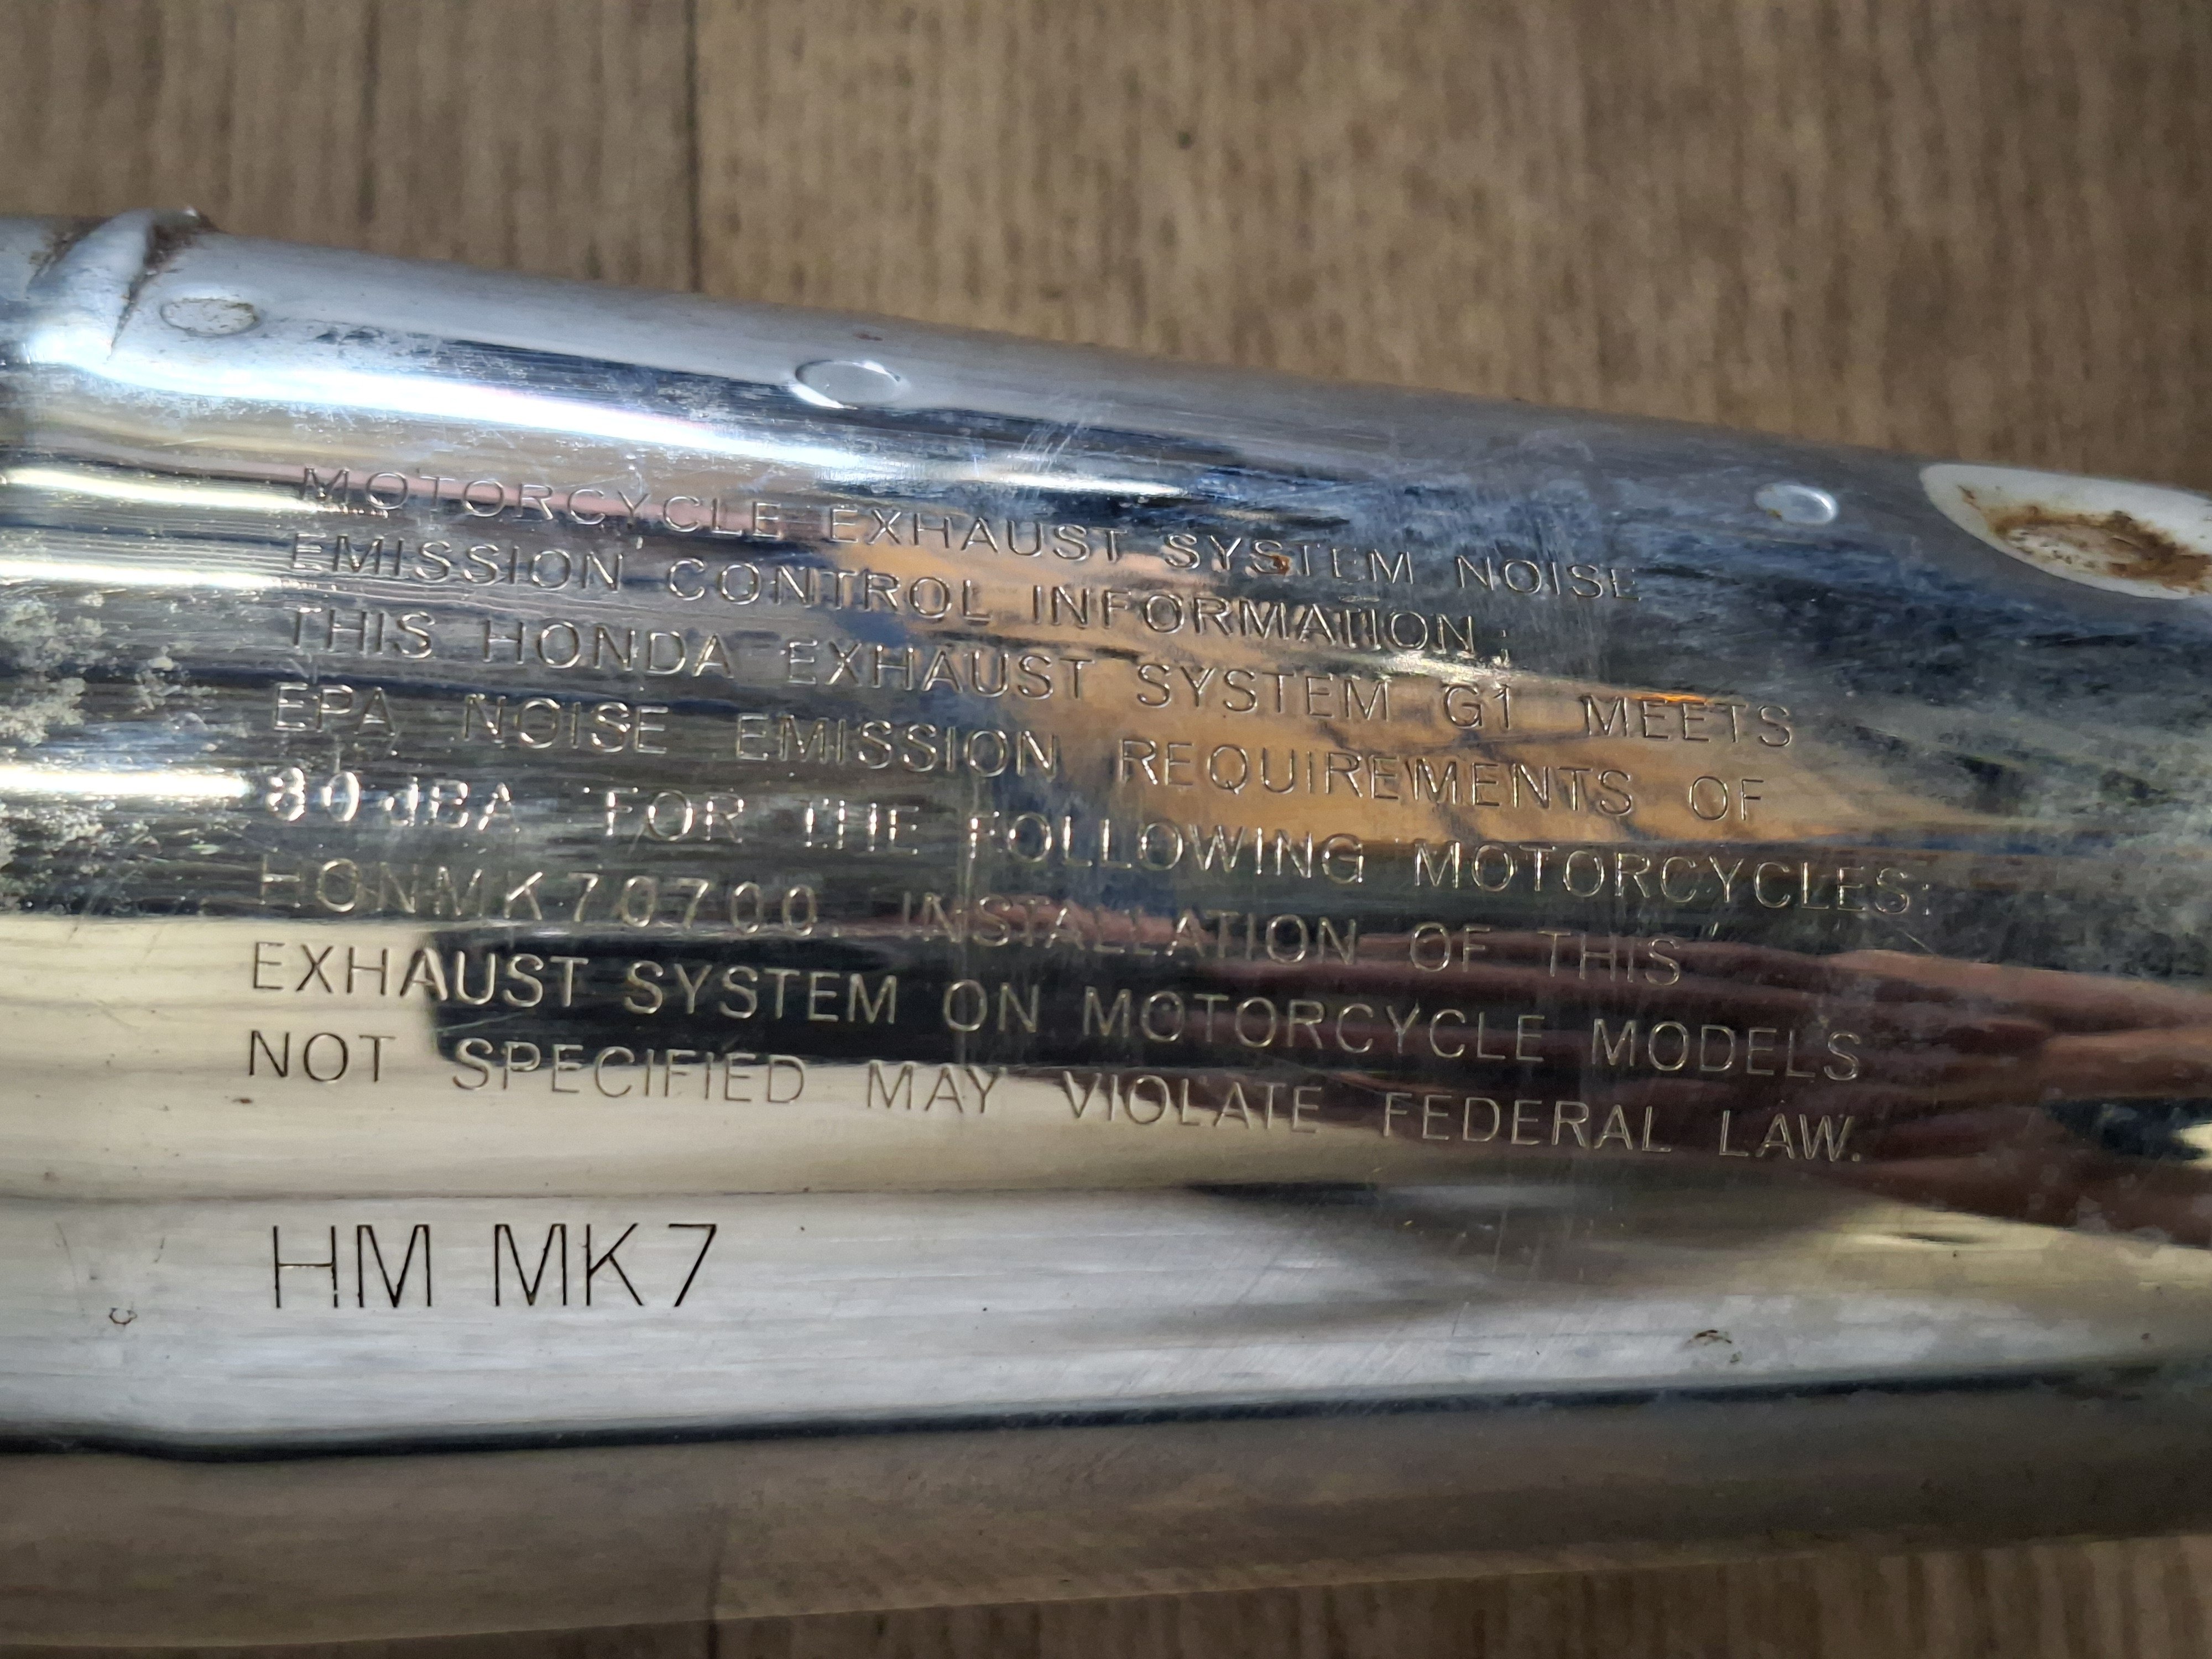 MOTORCYCLE EXHAUST SYSTEM NOISE
EMISSION CONTROL INFORMATION:
THIS HONDA EXHAUST SYSTEM G1 MEETS
EPA NOISE EMISSION REQUIREMENTS OF
80 dBA FOR THE FOLLOWING MOTORCYCLES:
HONMK70700. INSTALLATION OF THIS
EXHAUST SYSTEM ON MOTORCYCLE MODELS
NOT SPECIFIED MAY VIOLATE FEDERAL LAW.
HM MK7